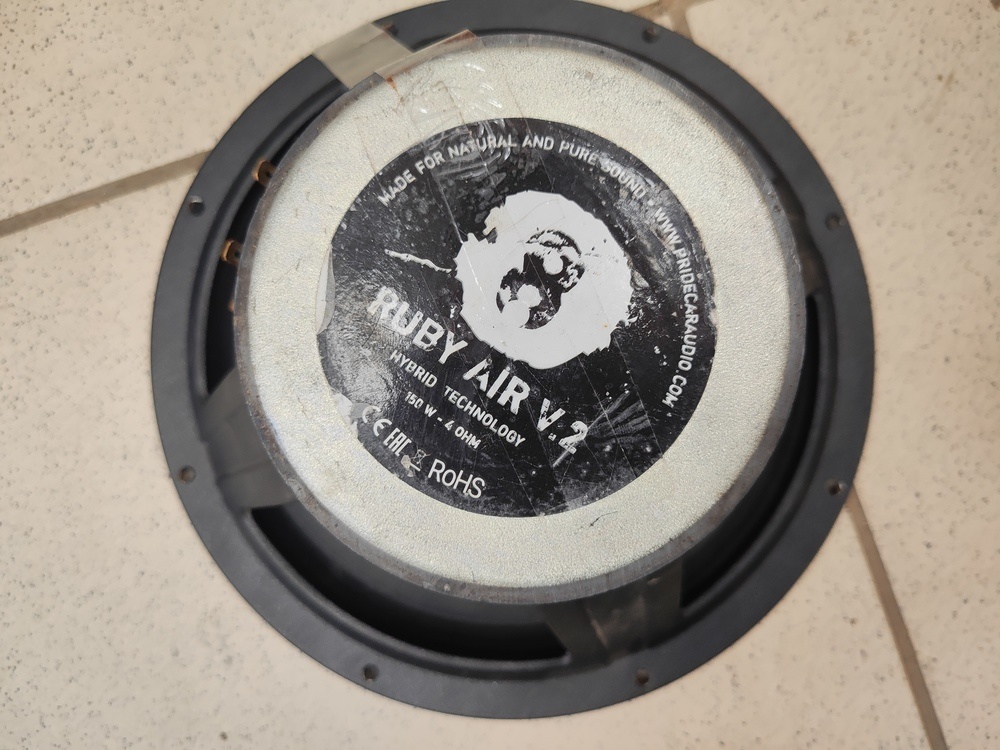 MADE FOR NATURAL AND PURE SOUND • WWW.PRIDECARAUDIO.COM
RUBY AIR V.2
HYBRID TECHNOLOGY
150 W - 4 OHM
CE EAC RoHS